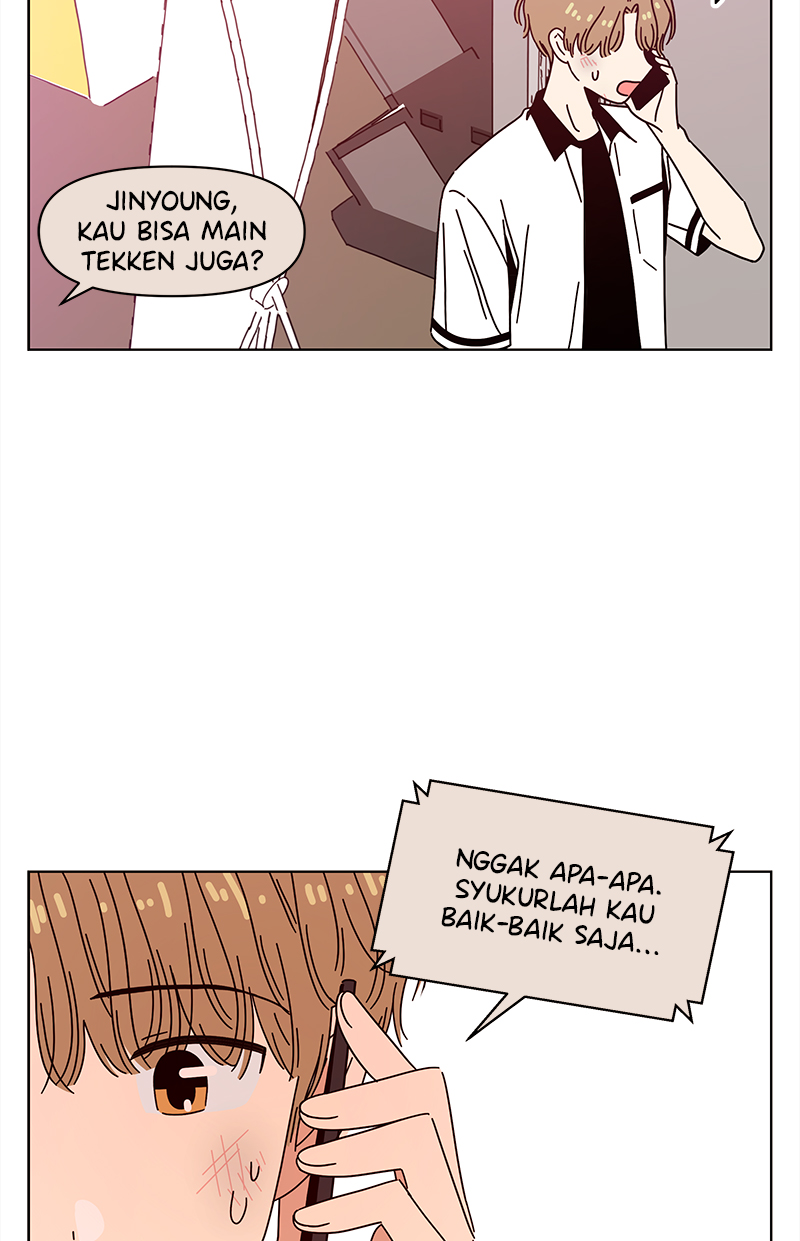 JINYOUNG,
KAU BISA MAIN
TEKKEN JUGA?
NGGAK APA-APA.
SYUKURLAH KAU
BAIK-BAIK SAJA...